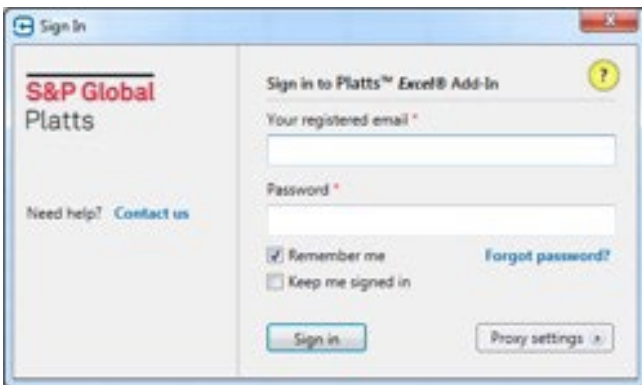 Sign In
x
S&P Global
Platts
Need help? Contact us
Sign in to Platts™ Excel® Add-In
?
Your registered email *
Password *
Remember me
Forgot password?
Keep me signed in
Sign in
Proxy settings